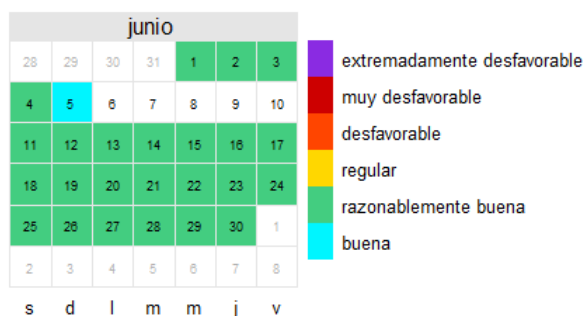 junio
28 29 30 31 1 2 3
4 5 6 7 8 9 10
11 12 13 14 15 16 17
18 19 20 21 22 23 24
25 26 27 28 29 30 1
2 3 4 5 6 7 8
s d l m m j v
extremadamente desfavorable
muy desfavorable
desfavorable
regular
razonablemente buena
buena